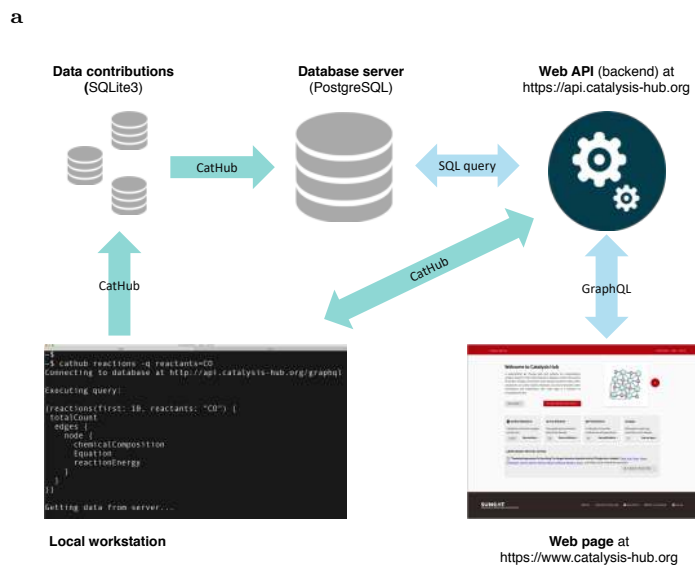 a
Data contributions
(SQLite3)
Database server
(PostgreSQL)
Web API (backend) at
https://api.catalysis-hub.org
CatHub
SQL query
CatHub
CatHub
GraphQL
~$
~$ cathub reactions -q reactants=CO
Connecting to database at http://api.catalysis-hub.org/graphql
Executing query:
{reactions(first: 10, reactants: "CO") {
totalCount
edges {
node {
chemicalComposition
Equation
reactionEnergy
}
}
}}
Getting data from server...
Welcome to Catalysis-Hub
SUNCAT
Local workstation
Web page at
https://www.catalysis-hub.org